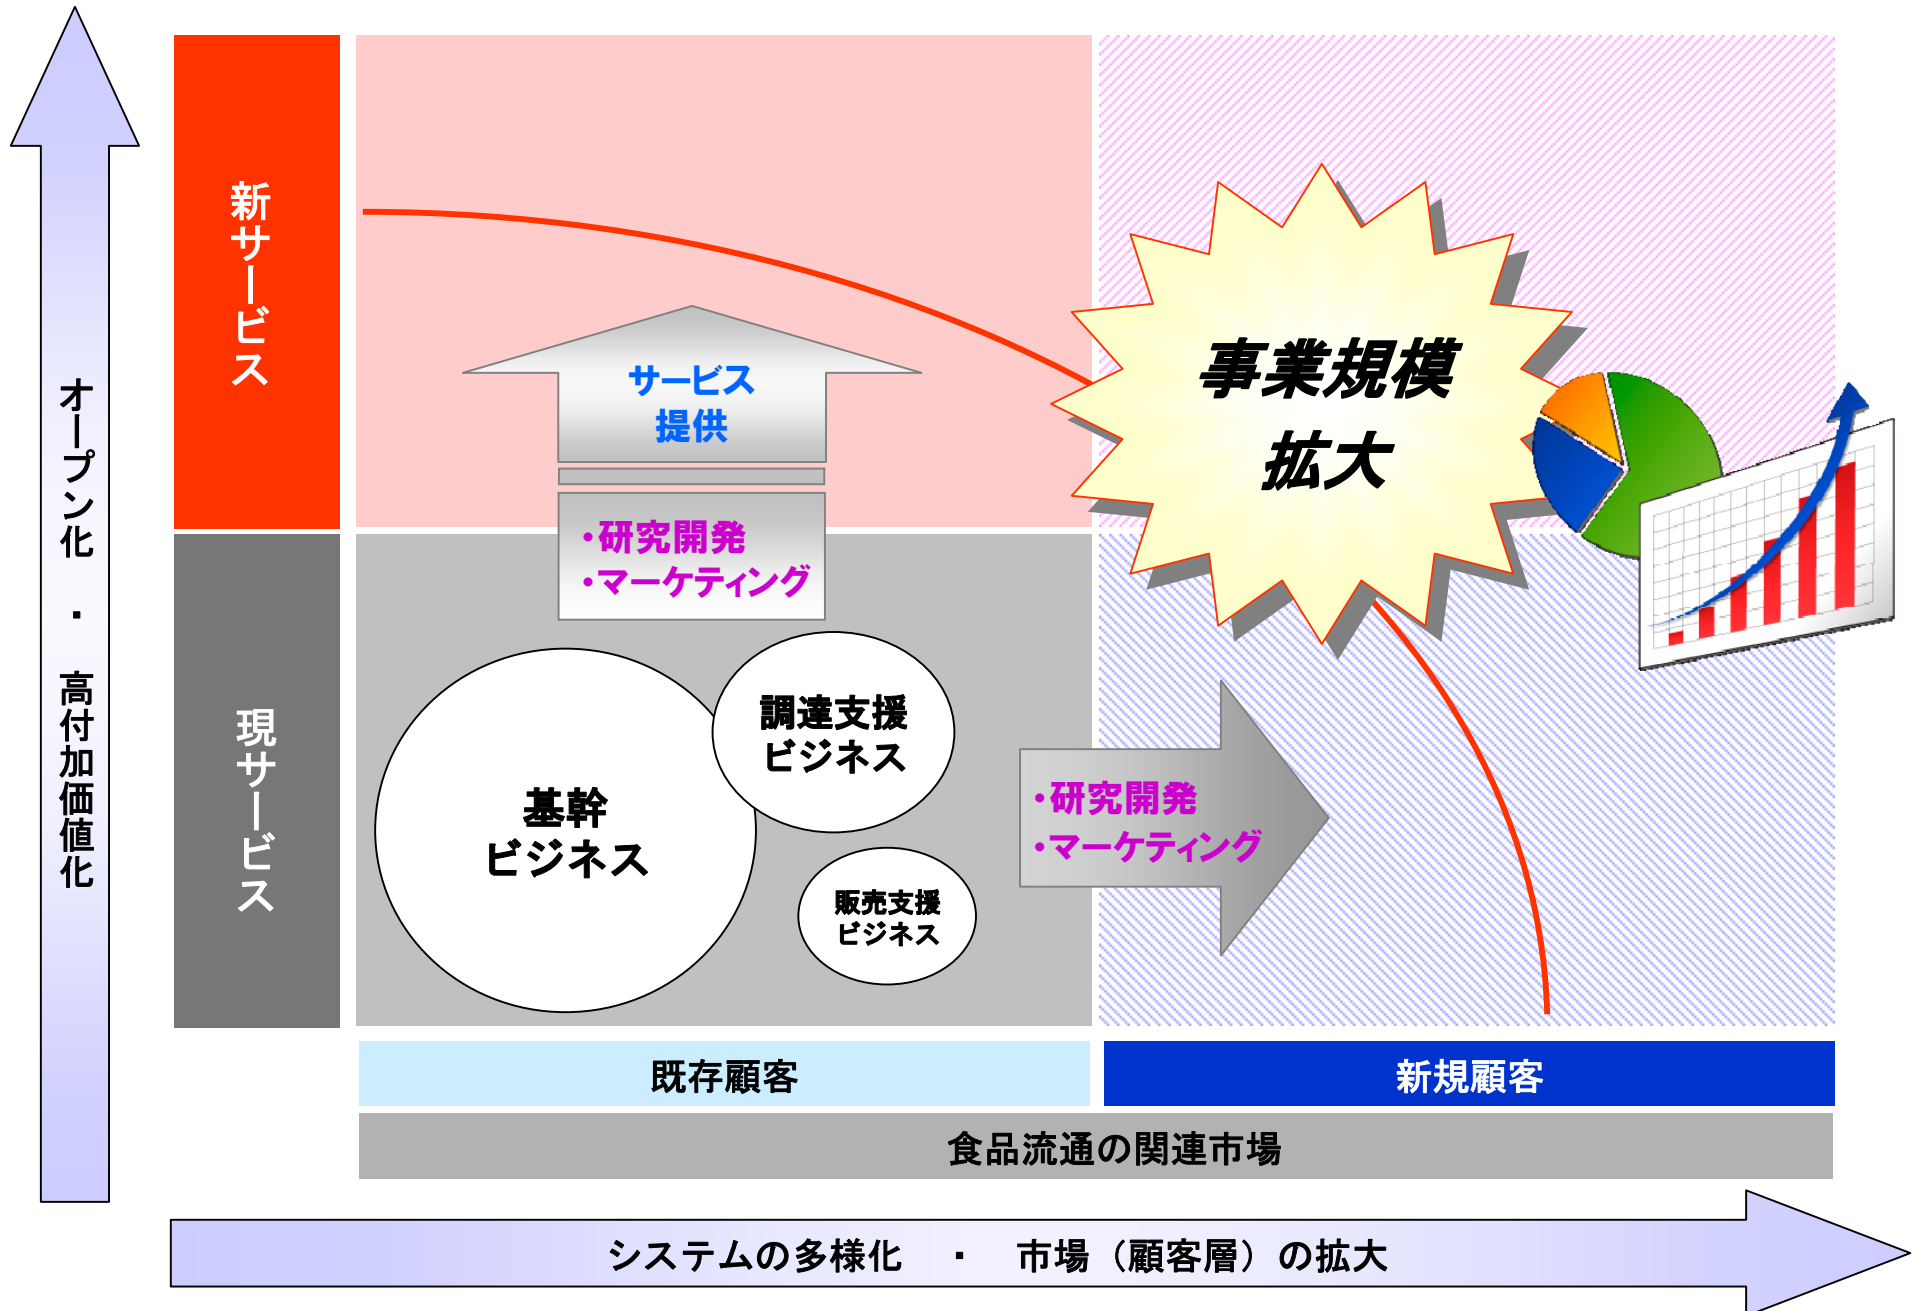 オープン化 ・ 高付加価値化
新サービス
サービス
提供
・研究開発
・マーケティング
事業規模
拡大
現サービス
基幹
ビジネス
調達支援
ビジネス
販売支援
ビジネス
・研究開発
・マーケティング
既存顧客
新規顧客
食品流通の関連市場
システムの多様化 ・ 市場（顧客層）の拡大